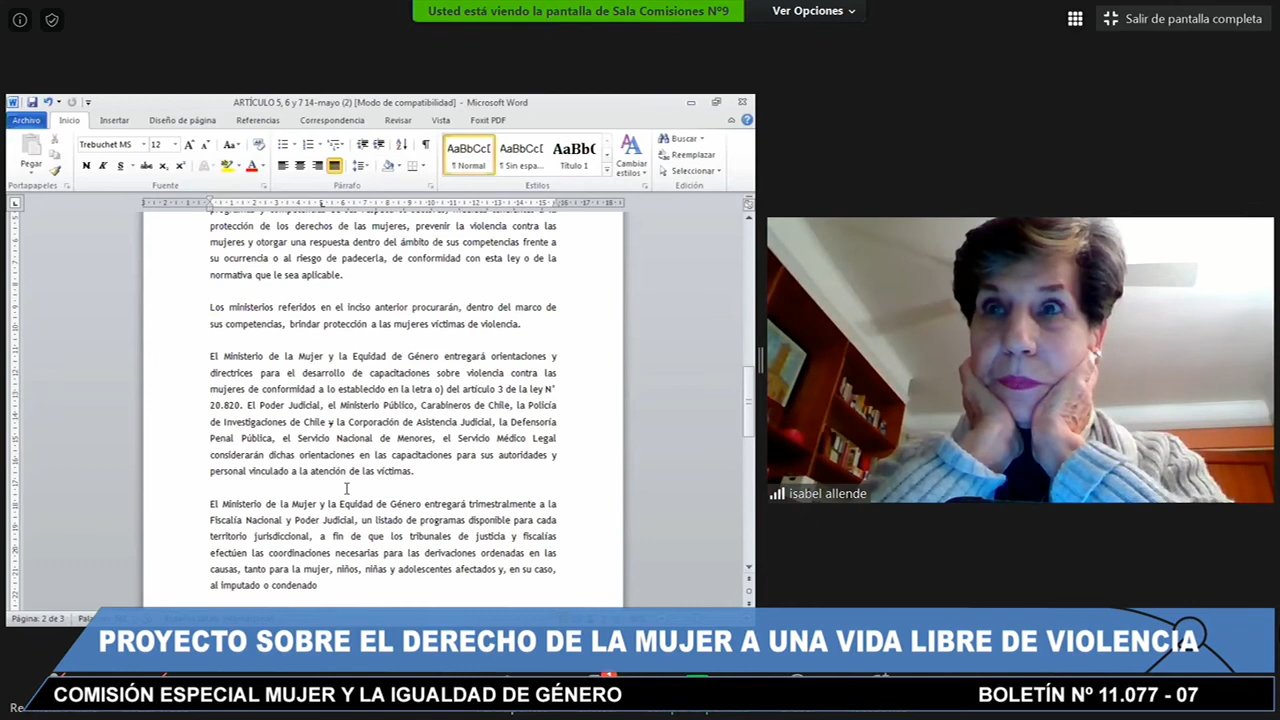 Usted está viendo la pantalla de Sala Comisiones Nº9
Ver Opciones
Salir de pantalla completa
ARTÍCULO 5, 6 y 7 14-mayo (2) [Modo de compatibilidad] - Microsoft Word
Archivo Inicio Insertar Diseño de página Referencias Correspondencia Revisar Vista Foxit PDF
Trebuchet MS 12
Pegar
AaBbCcD AaBbCcD AaBb(
¶ Normal ¶ Sin espa... Título 1
Cambiar estilos
Buscar
Reemplazar
Seleccionar
Portapapeles Fuente Párrafo Estilos Edición
protección de los derechos de las mujeres, prevenir la violencia contra las
mujeres y otorgar una respuesta dentro del ámbito de sus competencias frente a
su ocurrencia o al riesgo de padecerla, de conformidad con esta ley o de la
normativa que le sea aplicable.
Los ministerios referidos en el inciso anterior procurarán, dentro del marco de
sus competencias, brindar protección a las mujeres víctimas de violencia.
El Ministerio de la Mujer y la Equidad de Género entregará orientaciones y
directrices para el desarrollo de capacitaciones sobre violencia contra las
mujeres de conformidad a lo establecido en la letra o) del artículo 3 de la ley N°
20.820. El Poder Judicial, el Ministerio Público, Carabineros de Chile, la Policía
de Investigaciones de Chile y la Corporación de Asistencia Judicial, la Defensoría
Penal Pública, el Servicio Nacional de Menores, el Servicio Médico Legal
considerarán dichas orientaciones en las capacitaciones para sus autoridades y
personal vinculado a la atención de las víctimas.
El Ministerio de la Mujer y la Equidad de Género entregará trimestralmente a la
Fiscalía Nacional y Poder Judicial, un listado de programas disponible para cada
territorio jurisdiccional, a fin de que los tribunales de justicia y fiscalías
efectúen las coordinaciones necesarias para las derivaciones ordenadas en las
causas, tanto para la mujer, niños, niñas y adolescentes afectados y, en su caso,
al imputado o condenado
Página: 2 de 3
isabel allende
PROYECTO SOBRE EL DERECHO DE LA MUJER A UNA VIDA LIBRE DE VIOLENCIA
COMISIÓN ESPECIAL MUJER Y LA IGUALDAD DE GÉNERO
BOLETÍN Nº 11.077 - 07